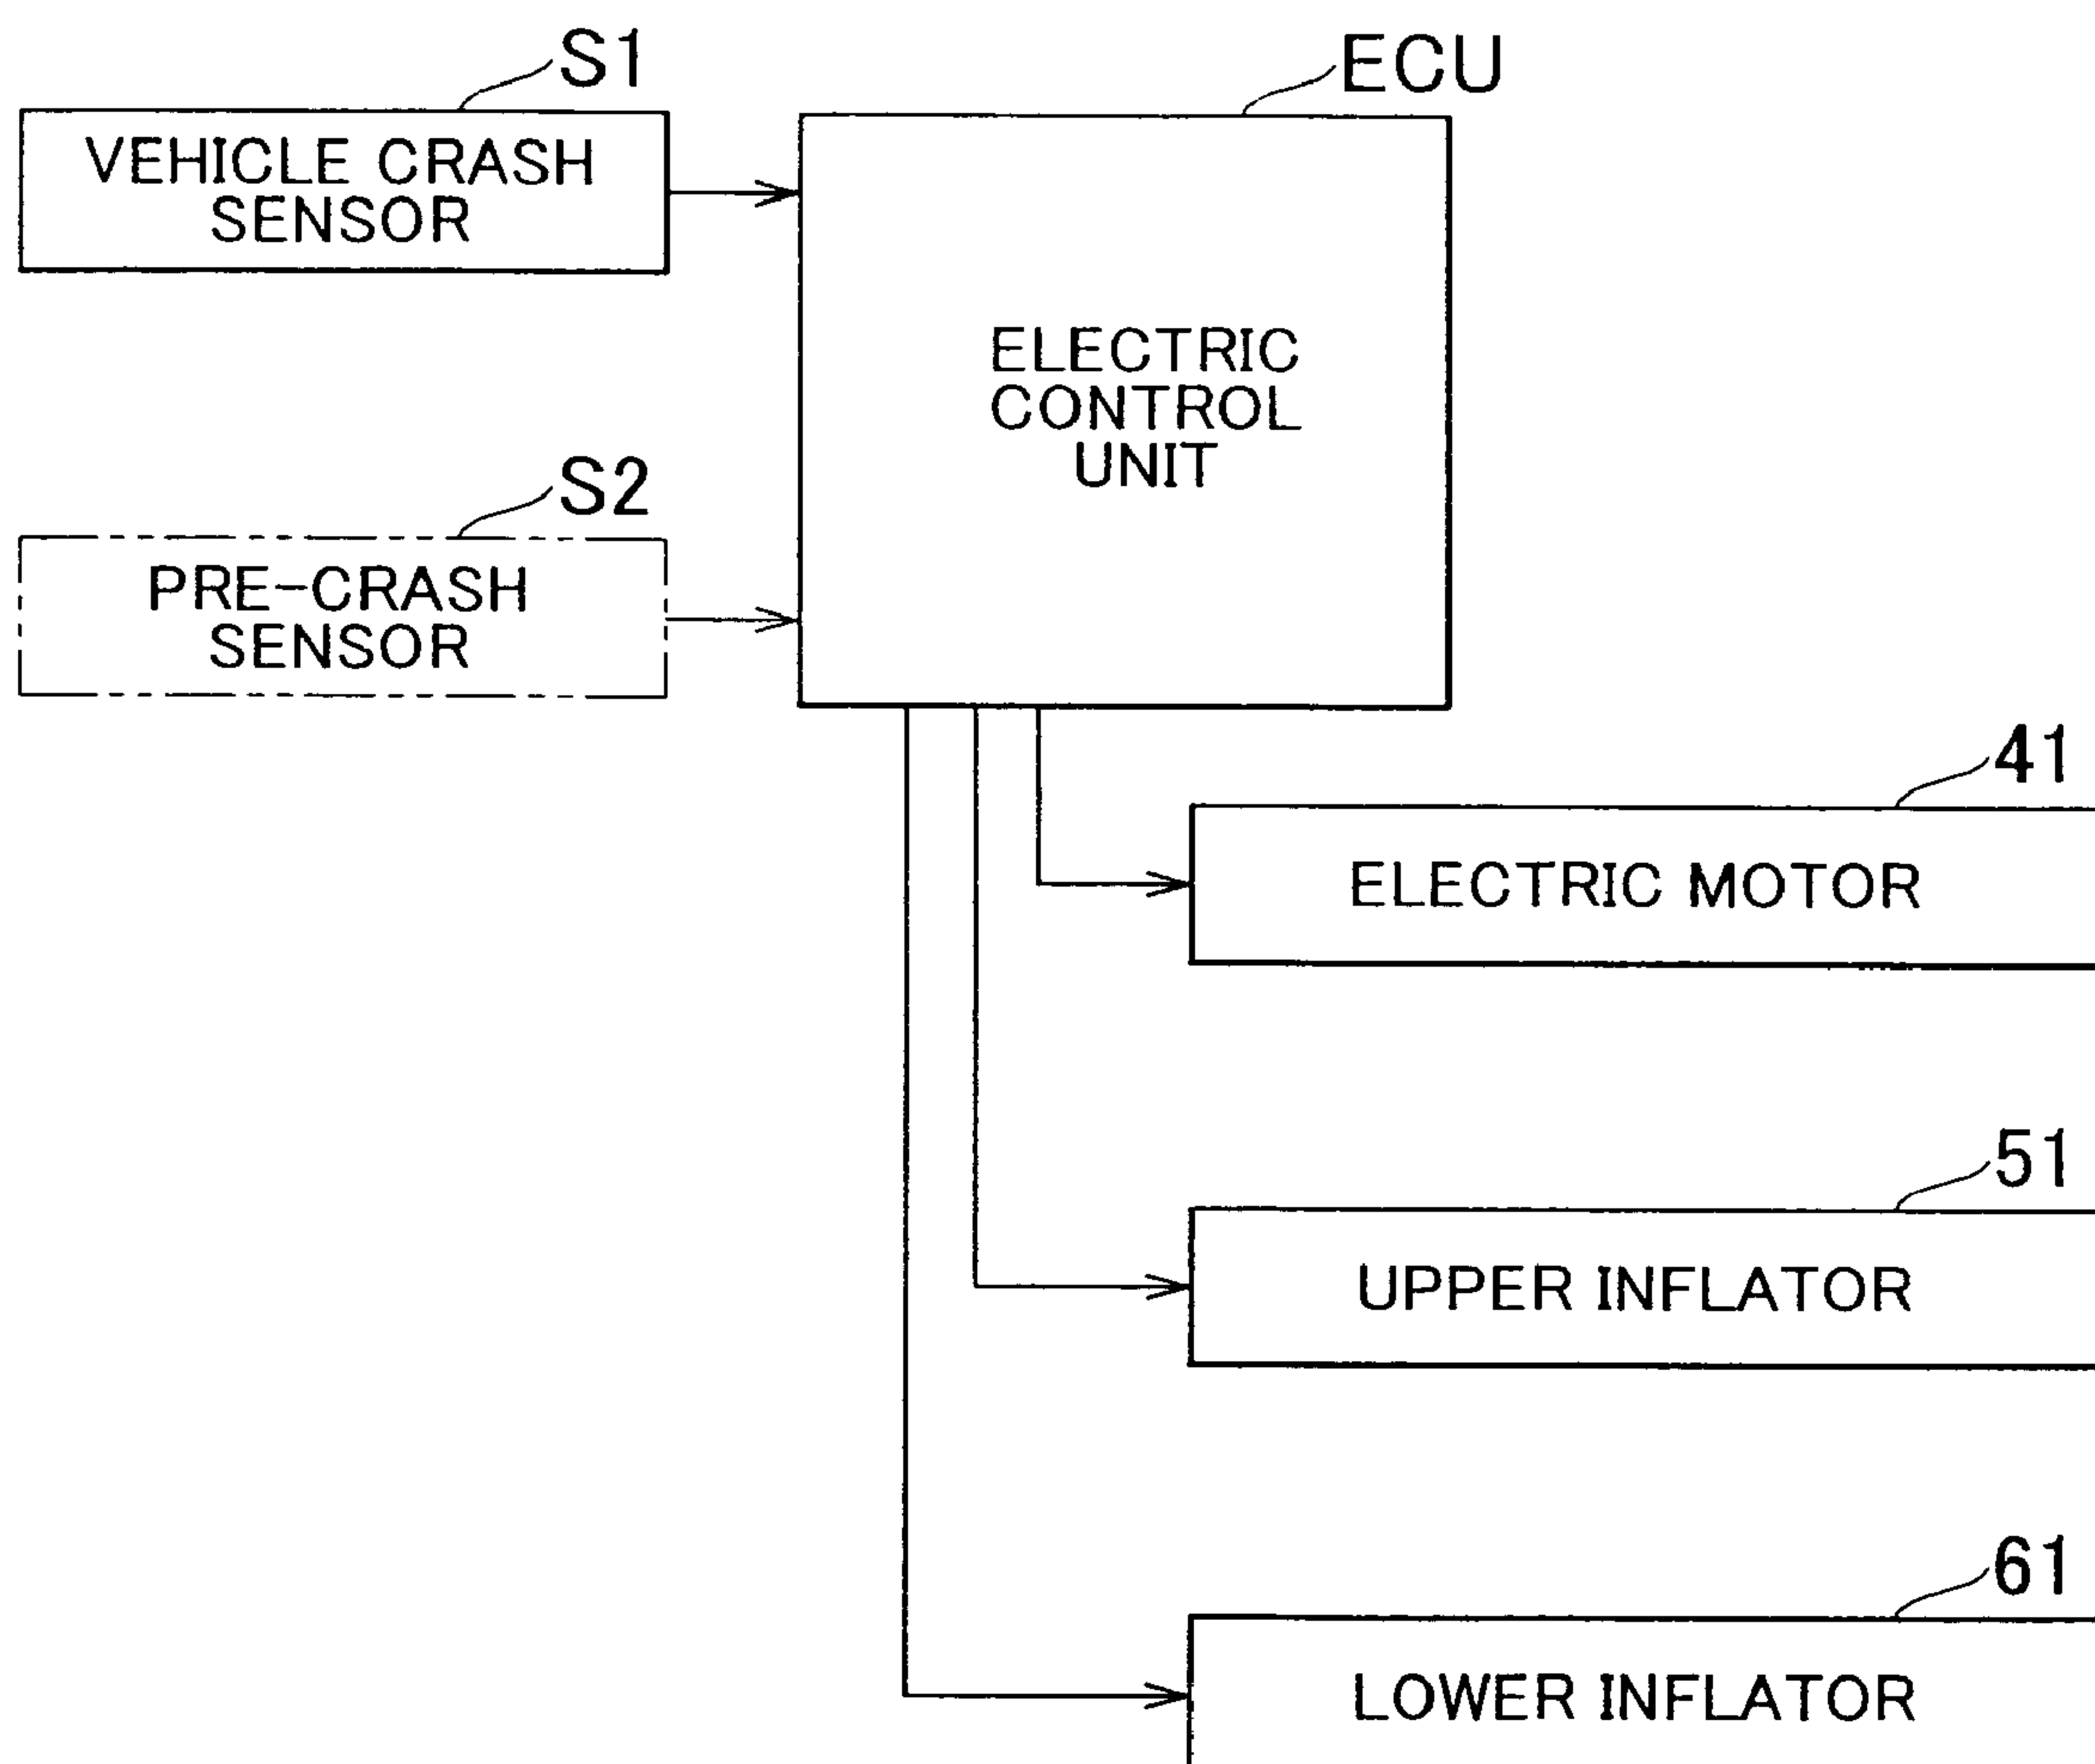 S1
ECU
VEHICLE CRASH
SENSOR
ELECTRIC
CONTROL
UNIT
S2
PRE-CRASH
SENSOR
41
ELECTRIC MOTOR
51
UPPER INFLATOR
61
LOWER INFLATOR